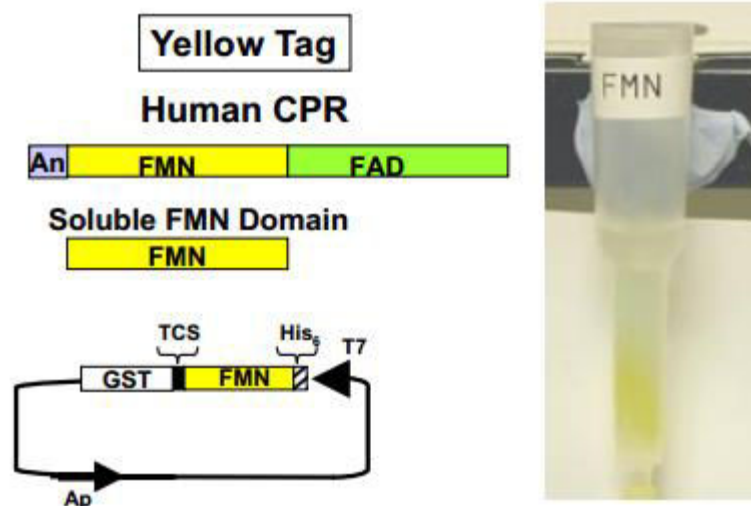 Yellow Tag
Human CPR
An FMN FAD
Soluble FMN Domain
FMN
TCS His6 T7
GST FMN
Ap
FMN